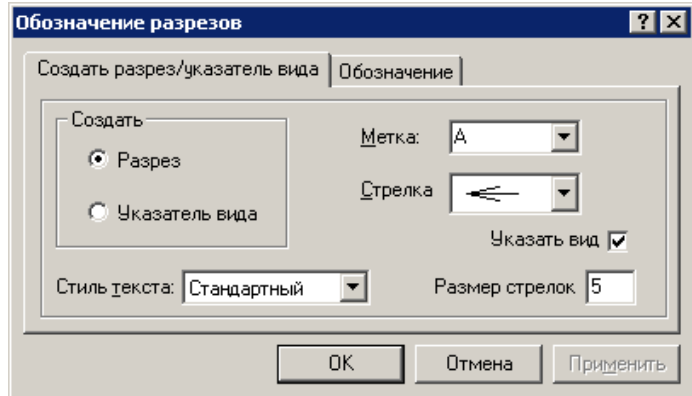 Обозначение разрезов
Создать разрез/указатель вида Обозначение
Создать
Разрез
Указатель вида
Метка: А
Стрелка
Указать вид
Стиль текста: Стандартный Размер стрелок 5
OK Отмена Применить